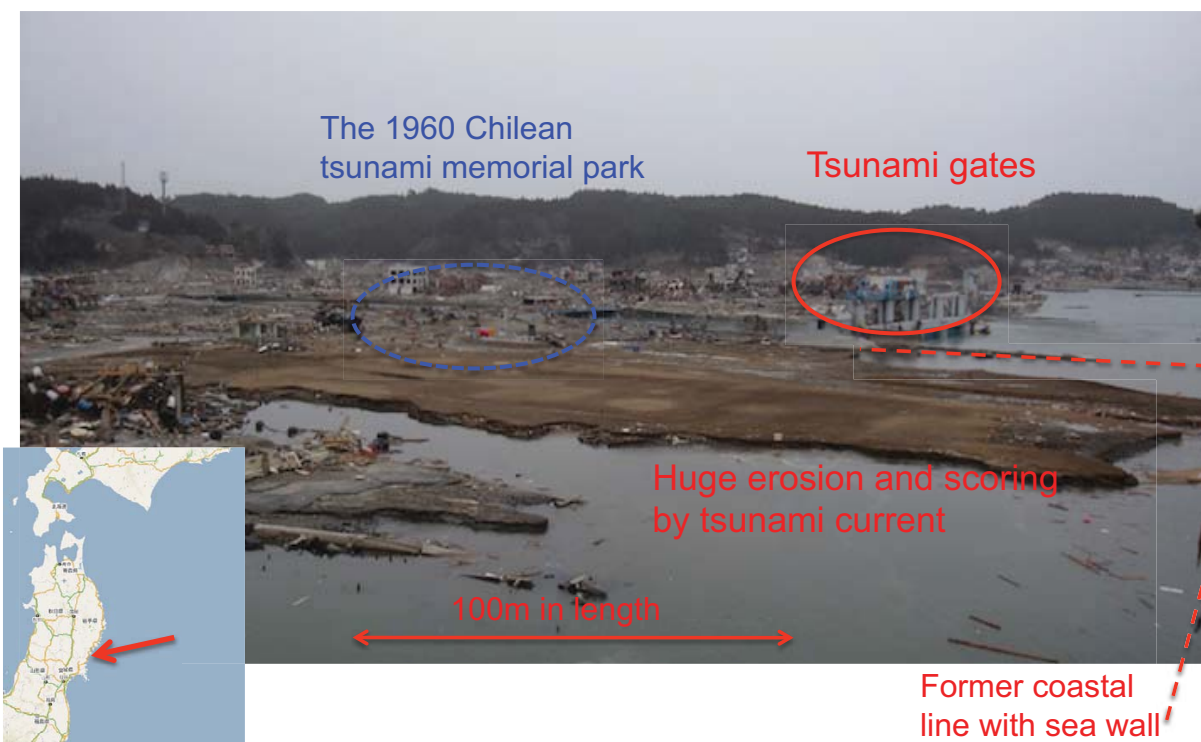 The 1960 Chilean
tsunami memorial park
Tsunami gates
Huge erosion and scoring
by tsunami current
100m in length
Former coastal
line with sea wall